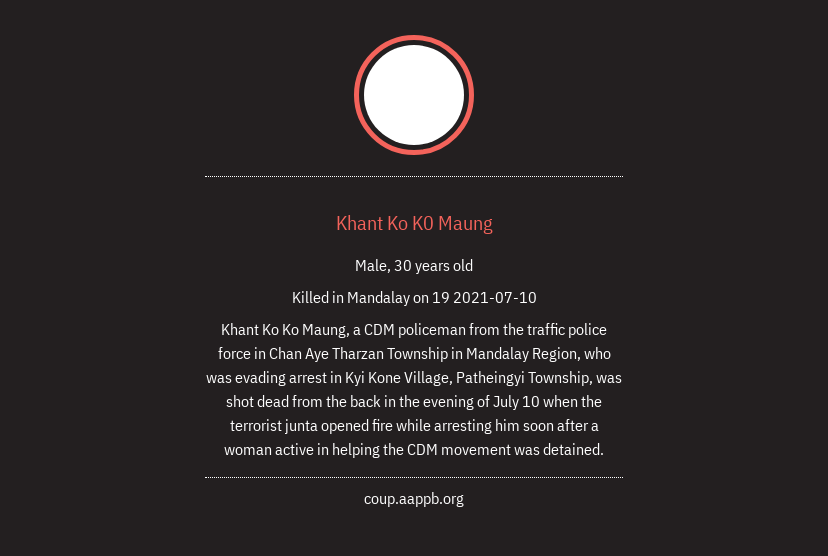 Khant Ko K0 Maung
Male, 30 years old
Killed in Mandalay on 19 2021-07-10
Khant Ko Ko Maung, a CDM policeman from the traffic police
force in Chan Aye Tharzan Township in Mandalay Region, who
was evading arrest in Kyi Kone Village, Patheingyi Township, was
shot dead from the back in the evening of July 10 when the
terrorist junta opened fire while arresting him soon after a
woman active in helping the CDM movement was detained.
coup.aappb.org